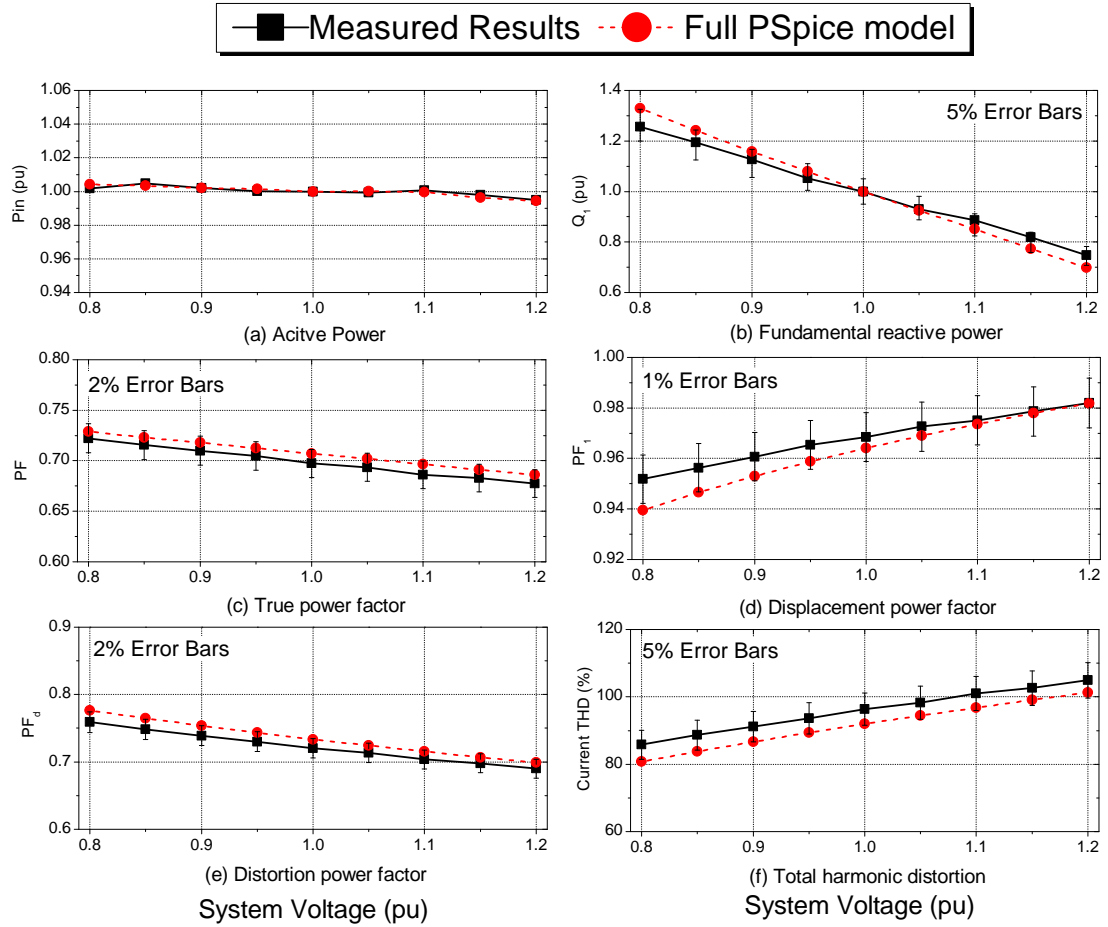 Measured Results Full PSpice model
1.06
1.04
1.02
1.00
0.98
0.96
0.94
Pin (pu)
0.8 0.9 1.0 1.1 1.2
(a) Acitve Power
5% Error Bars
1.4
1.2
1.0
0.8
0.6
Q1 (pu)
0.8 0.9 1.0 1.1 1.2
(b) Fundamental reactive power
2% Error Bars
0.80
0.75
0.70
0.65
0.60
PF
0.8 0.9 1.0 1.1 1.2
(c) True power factor
1% Error Bars
1.00
0.98
0.96
0.94
0.92
PF1
0.8 0.9 1.0 1.1 1.2
(d) Displacement power factor
2% Error Bars
0.9
0.8
0.7
0.6
PFd
0.8 0.9 1.0 1.1 1.2
(e) Distortion power factor
System Voltage (pu)
5% Error Bars
120
100
80
60
Current THD (%)
0.8 0.9 1.0 1.1 1.2
(f) Total harmonic distortion
System Voltage (pu)